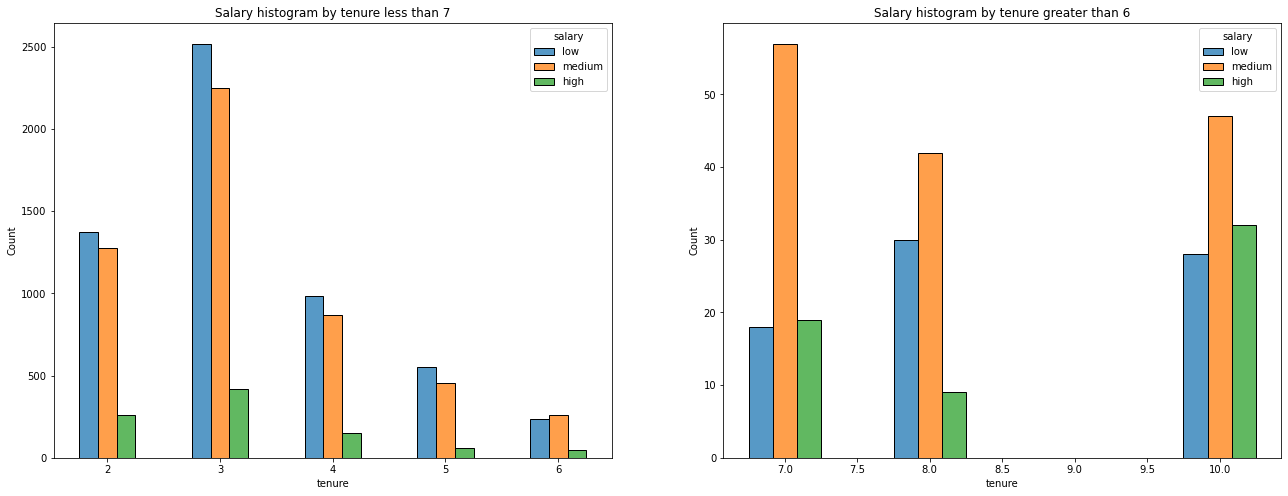 Salary histogram by tenure less than 7
salary
low
medium
high
2500
2000
1500
1000
500
0
Count
2 3 4 5 6
tenure
Salary histogram by tenure greater than 6
salary
low
medium
high
50
40
30
20
10
0
Count
7.0 7.5 8.0 8.5 9.0 9.5 10.0
tenure